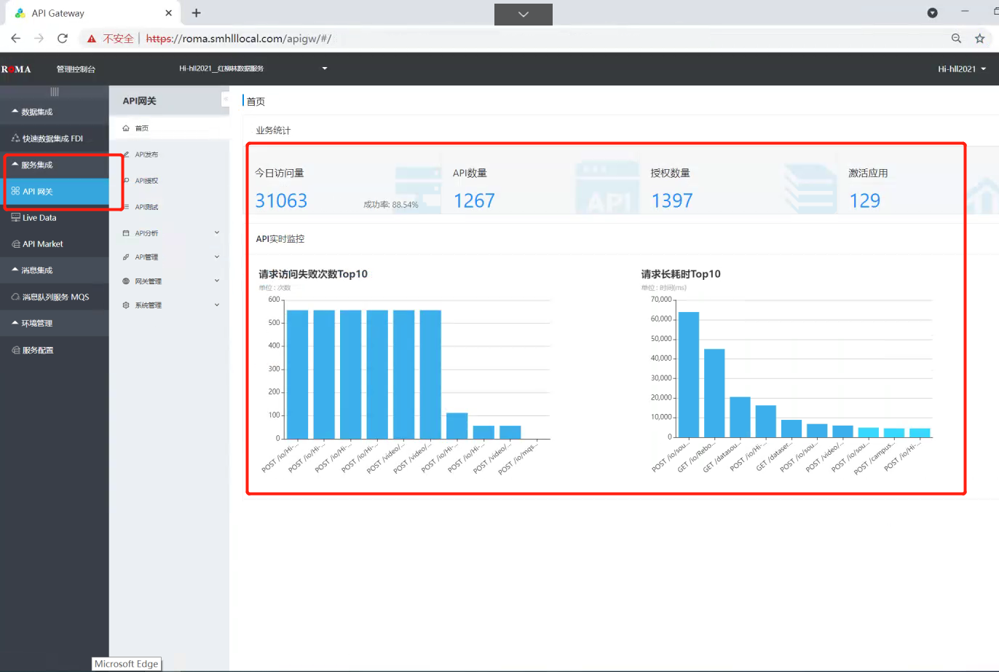 API Gateway
不安全 https://roma.smhlllocal.com/apigw/#/
ROMA 管理控制台 Hi-hll2021__红柳林数据服务 Hi-hll2021
数据集成
快速数据集成 FDI
服务集成
API 网关
Live Data
API Market
消息集成
消息队列服务 MQS
环境管理
服务配置
API网关
首页
API发布
API授权
API测试
API分析
API管理
网关管理
系统管理
首页
业务统计
今日访问量
31063
成功率: 88.54%
API数量
1267
授权数量
1397
激活应用
129
API
API实时监控
请求访问失败次数Top10
单位 : 次数
600
500
400
300
200
100
0
POST /io/Hi-...
POST /io/Hi-...
POST /io/Hi-...
POST /io/Hi-...
POST /video/...
POST /video/...
POST /io/Hi-...
POST /io/Hi-...
POST /video/...
POST /io/mqs...
请求长耗时Top10
单位 : 时间(ms)
70,000
60,000
50,000
40,000
30,000
20,000
10,000
0
POST /io/sou...
GET /io/Rebo...
GET /datasou...
POST /io/Hi-...
GET /dataser...
POST /io/sou...
POST /video/...
POST /io/sou...
POST /campus...
POST /io/Hi-...
Microsoft Edge